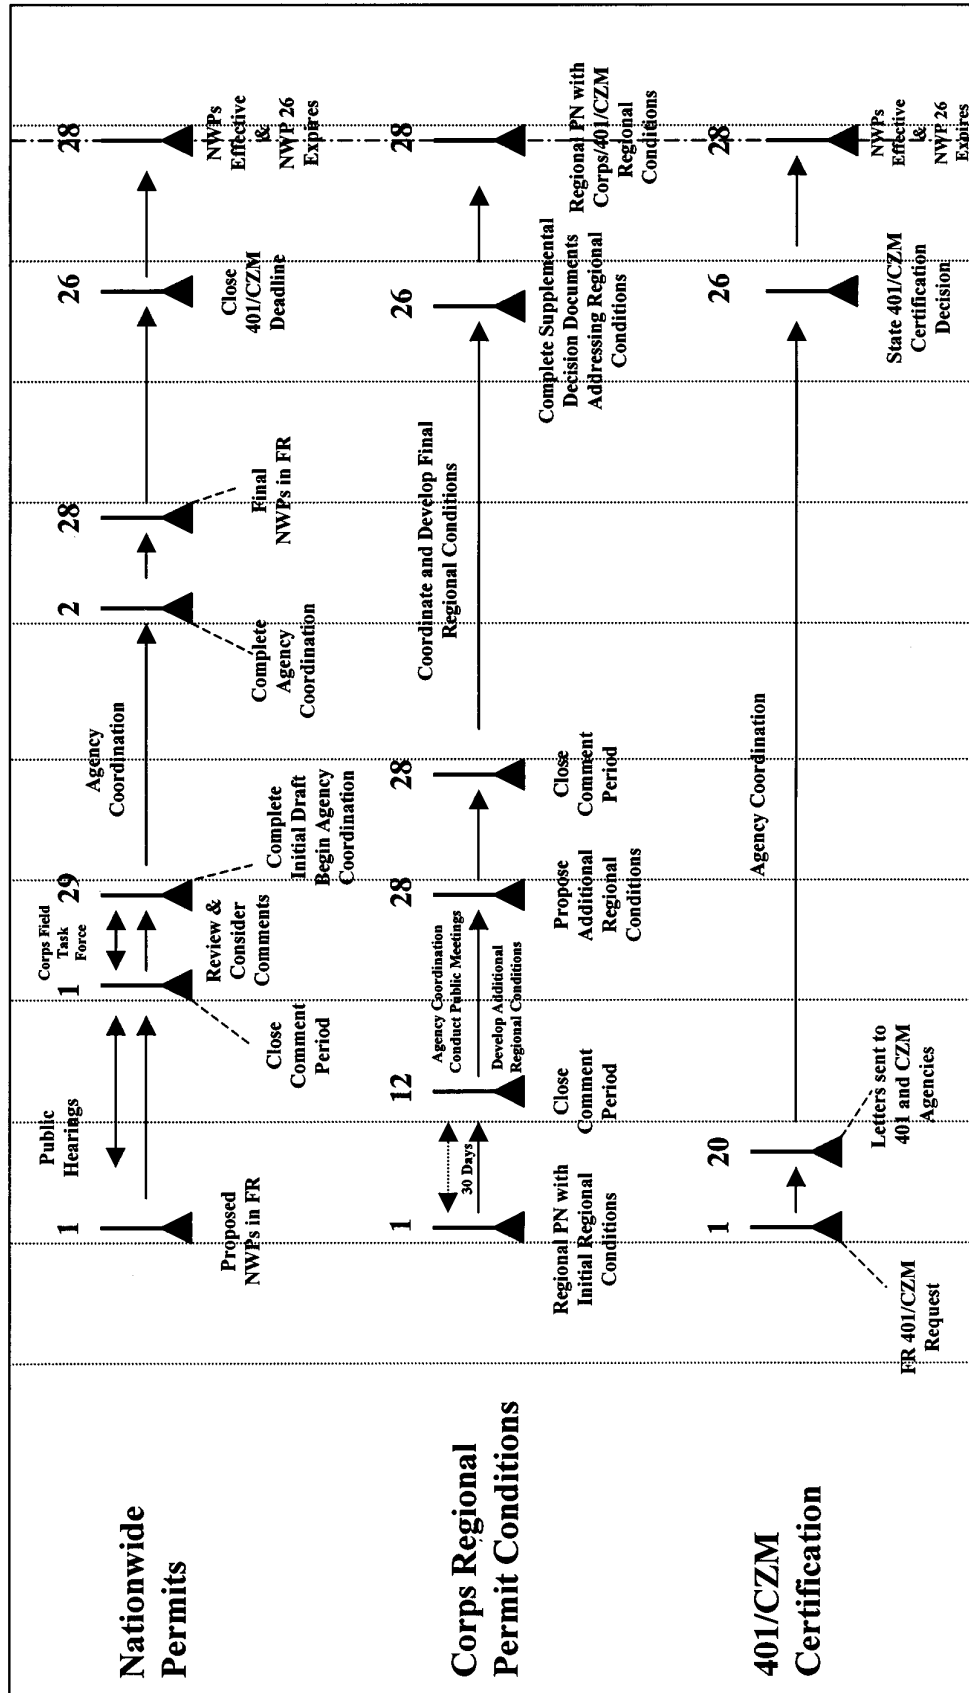 Nationwide
Permits
1
Proposed
NWPs in FR
Public
Hearings
1
Close
Comment
Period
Corps Field
Task
Force
Review &
Consider
Comments
29
Complete
Initial Draft
Begin Agency
Coordination
Agency
Coordination
2
Complete
Agency
Coordination
28
Final
NWPs in FR
26
Close
401/CZM
Deadline
28
NWPs
Effective
&
NWP 26
Expires
Corps Regional
Permit Conditions
1
Regional PN with
Initial Regional
Conditions
30 Days
12
Close
Comment
Period
Agency Coordination
Conduct Public Meetings
Develop Additional
Regional Conditions
28
Propose
Additional
Regional
Conditions
28
Close
Comment
Period
Coordinate and Develop Final
Regional Conditions
26
Complete Supplemental
Decision Documents
Addressing Regional
Conditions
28
Regional PN with
Corps/401/CZM
Regional
Conditions
401/CZM
Certification
1
FR 401/CZM
Request
20
Letters sent to
401 and CZM
Agencies
Agency Coordination
26
State 401/CZM
Certification
Decision
28
NWPs
Effective
&
NWP 26
Expires